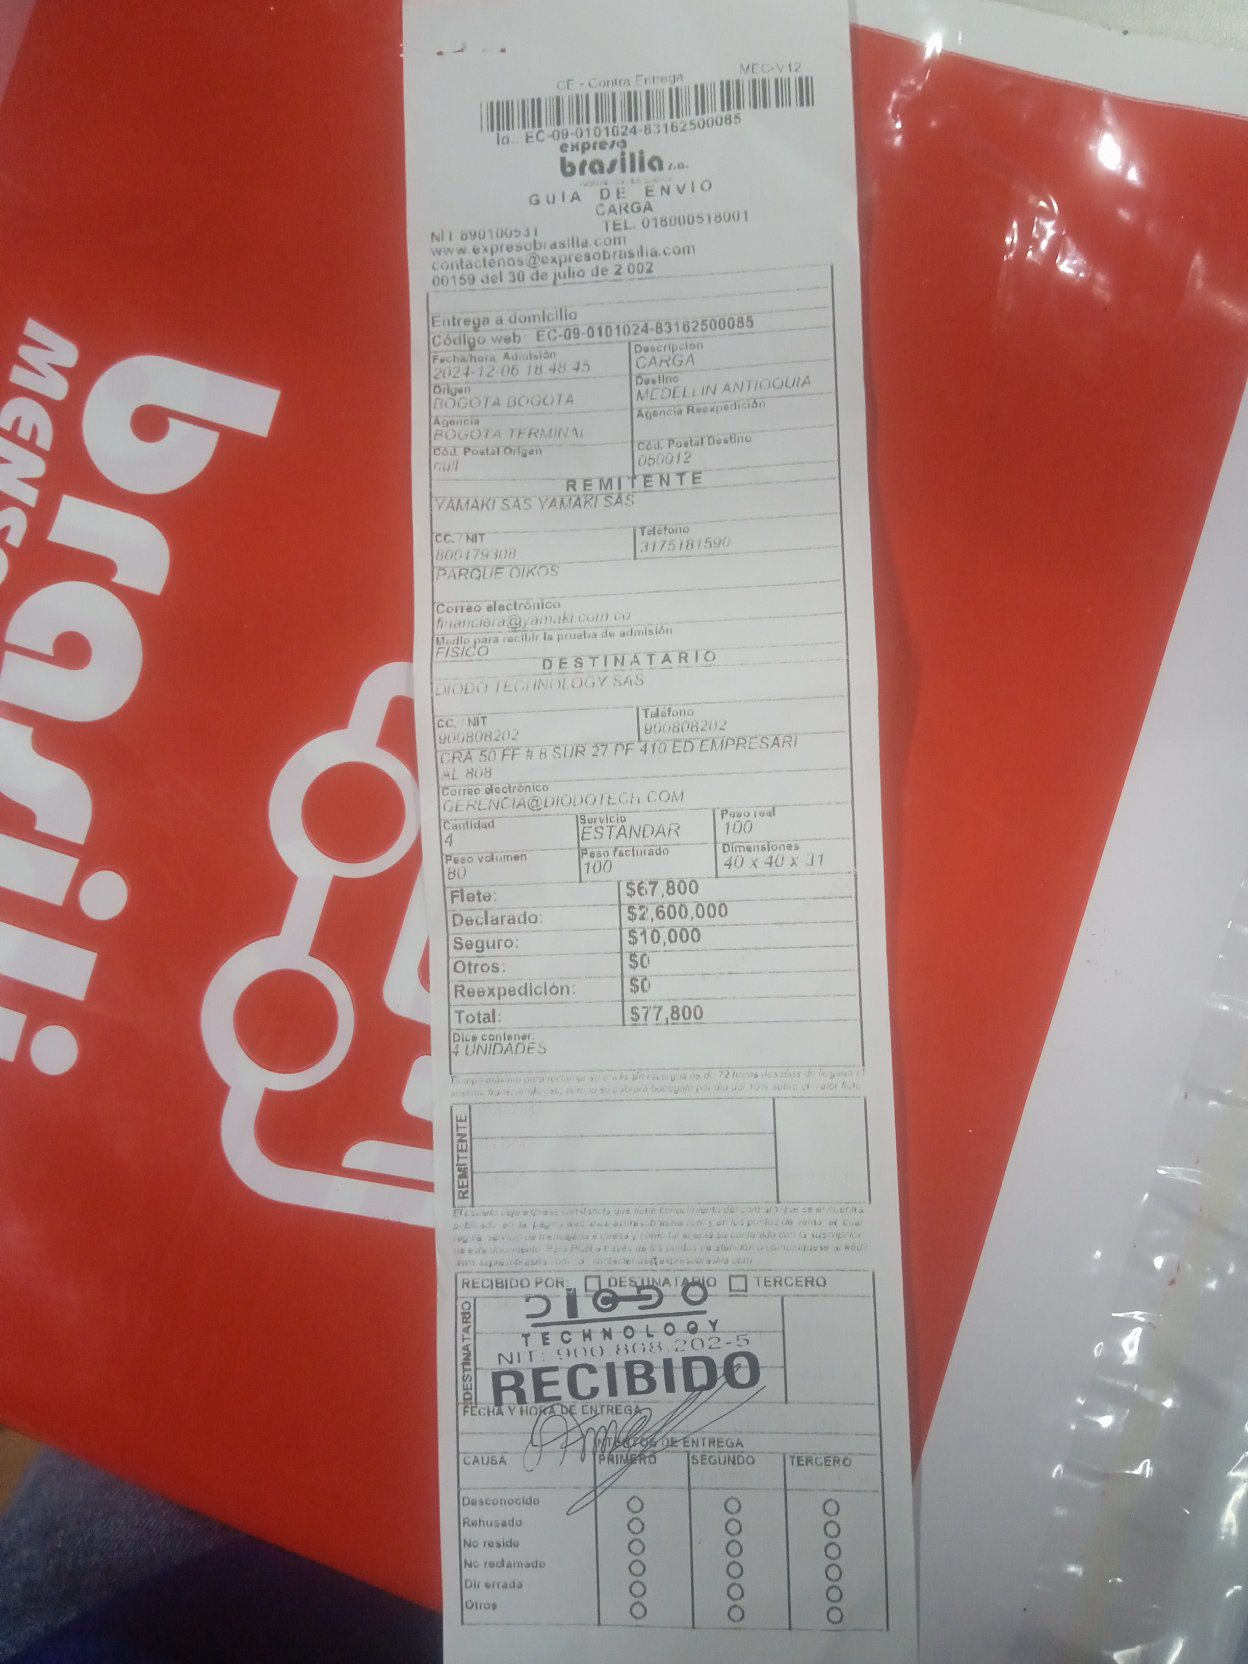 CE - Contra Entrega
MEC-V12
EC-09-0101024-83162500085
expreso
brasilia s.a.
GUIA DE ENVIO
CARGA
NIT 890100531
TEL. 018000518001
www.expresobrasilia.com
contactenos@expresobrasilia.com
00159 del 30 de julio de 2 002
Entrega a domicilio
Código web: EC-09-0101024-83162500085
Fecha/hora. Admisión
2024-12-06 18:48:45
Descripción
CARGA
Origen
BOGOTA BOGOTA
Destino
MEDELLIN ANTIOQUIA
Agencia
BOGOTA TERMINAL
Agencia Reexpedición
Cód. Postal Origen
null
Cód. Postal Destino
050012
REMITENTE
YAMAKI SAS YAMAKI SAS
CC. / NIT
800179308
Teléfono
3175181590
PARQUE OIKOS
Correo electrónico
financiera@yamaki.com.co
Medio para recibir la prueba de admisión
FISICO
DESTINATARIO
DIODO TECHNOLOGY SAS
CC. / NIT
900808202
Teléfono
900808202
CRA 50 FF # 8 SUR 27 PF 410 ED EMPRESARI
AL 808
Correo electrónico
GERENCIA@DIODOTECH.COM
Cantidad
4
Servicio
ESTANDAR
Peso real
100
Peso volumen
80
Peso facturado
100
Dimensiones
40 x 40 x 31
Flete: $67,800
Declarado: $2,600,000
Seguro: $10,000
Otros: $0
Reexpedición: $0
Total: $77,800
Dice contener:
4 UNIDADES
REMITENTE
RECIBIDO POR: DESTINATARIO TERCERO
DESTINATARIO
DIODO
TECHNOLOGY
NIT: 900.808.202-5
RECIBIDO
FECHA Y HORA DE ENTREGA
INTENTOS DE ENTREGA
CAUSA PRIMERO SEGUNDO TERCERO
Desconocido
Rehusado
No reside
No reclamado
Dir errada
Otros
brasili
MENS